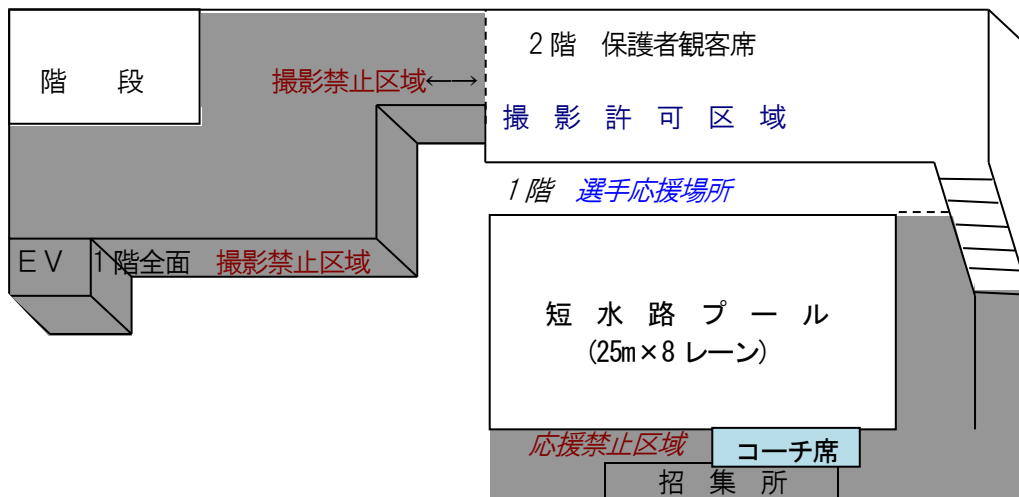 2階 保護者観客席
階 段
撮影禁止区域
撮 影 許 可 区 域
1階 選手応援場所
EV 1階全面 撮影禁止区域
短 水 路 プ ー ル
(25m×8 レーン)
応援禁止区域
コーチ席
招 集 所